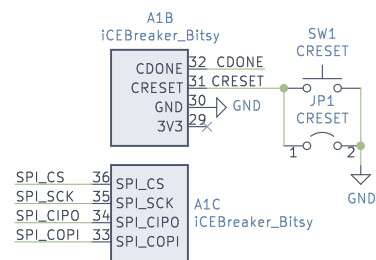 A1B
iCEBreaker_Bitsy
CDONE 32 CDONE
CRESET 31 CRESET
GND 30 GND
3V3 29
SW1
CRESET
JP1
CRESET
1 2
GND
SPI_CS 36 SPI_CS
SPI_SCK 35 SPI_SCK
SPI_CIPO 34 SPI_CIPO
SPI_COPI 33 SPI_COPI
A1C
iCEBreaker_Bitsy